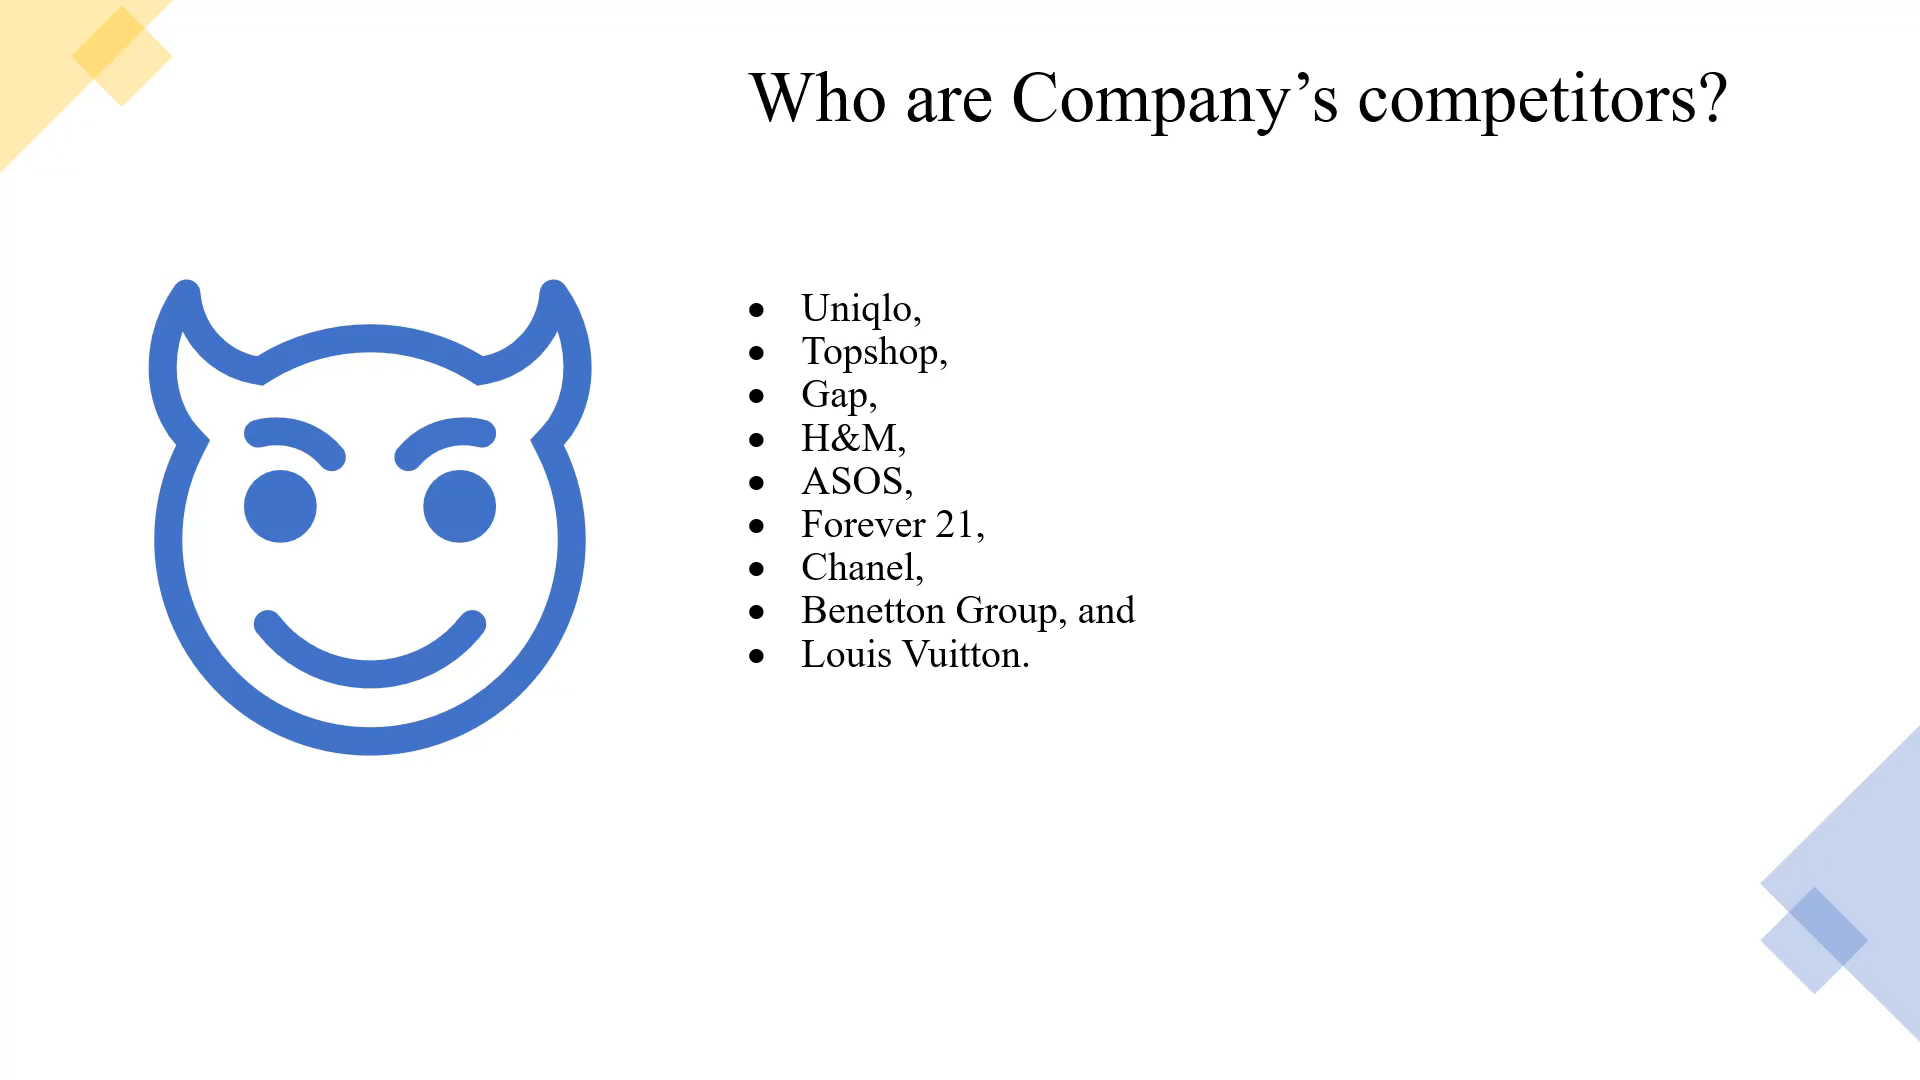 Who are Company’s competitors?
• Uniqlo,
• Topshop,
• Gap,
• H&M,
• ASOS,
• Forever 21,
• Chanel,
• Benetton Group, and
• Louis Vuitton.